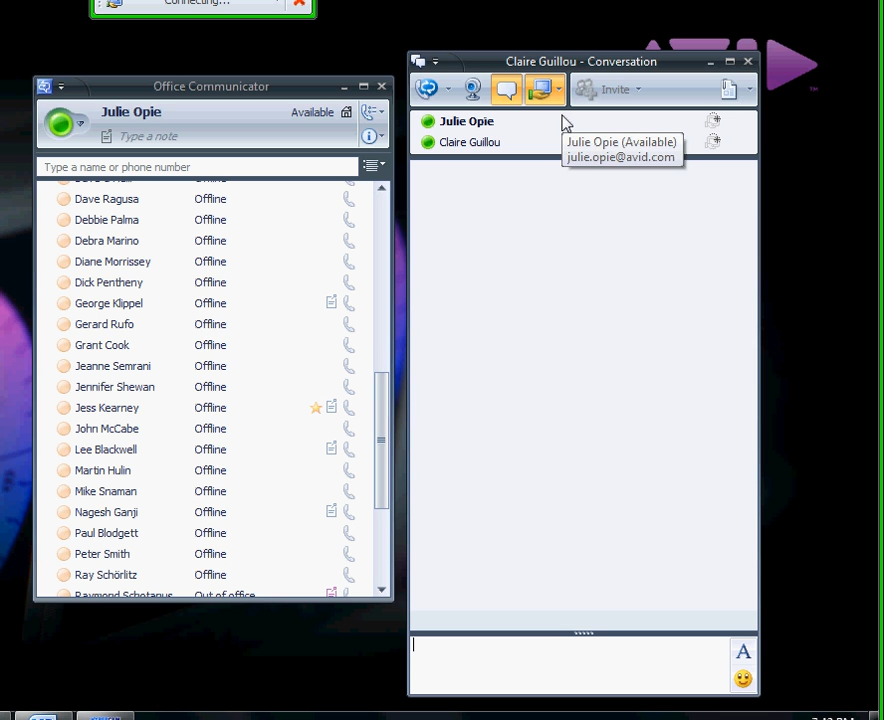 Connecting...
Claire Guillou - Conversation
Invite
Julie Opie
Claire Guillou
Julie Opie (Available)
julie.opie@avid.com
A
Office Communicator
Julie Opie
Available
Type a note
Type a name or phone number
Dave Ragusa Offline
Debbie Palma Offline
Debra Marino Offline
Diane Morrissey Offline
Dick Pentheny Offline
George Klippel Offline
Gerard Rufo Offline
Grant Cook Offline
Jeanne Semrani Offline
Jennifer Shewan Offline
Jess Kearney Offline
John McCabe Offline
Lee Blackwell Offline
Martin Hulin Offline
Mike Snaman Offline
Nagesh Ganji Offline
Paul Blodgett Offline
Peter Smith Offline
Ray Schörlitz Offline
Raymond Schotanus Out of office